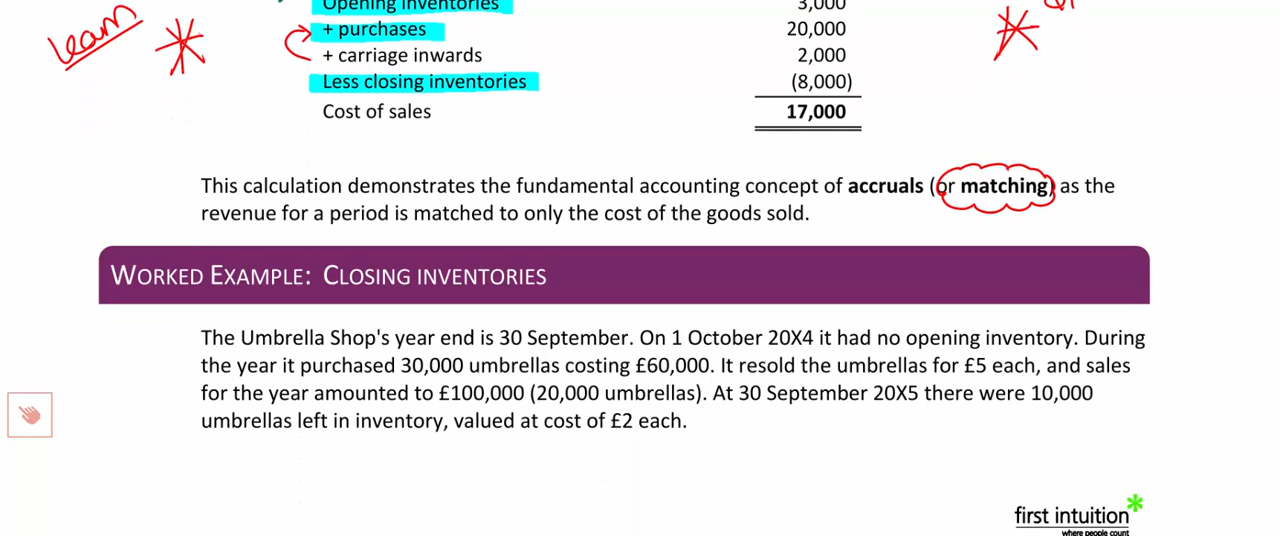 Opening inventories 3,000
learn
+ purchases 20,000
+ carriage inwards 2,000
Less closing inventories (8,000)
Cost of sales 17,000
This calculation demonstrates the fundamental accounting concept of accruals (or matching) as the
revenue for a period is matched to only the cost of the goods sold.
WORKED EXAMPLE: CLOSING INVENTORIES
The Umbrella Shop's year end is 30 September. On 1 October 20X4 it had no opening inventory. During
the year it purchased 30,000 umbrellas costing £60,000. It resold the umbrellas for £5 each, and sales
for the year amounted to £100,000 (20,000 umbrellas). At 30 September 20X5 there were 10,000
umbrellas left in inventory, valued at cost of £2 each.
first intuition
where people count